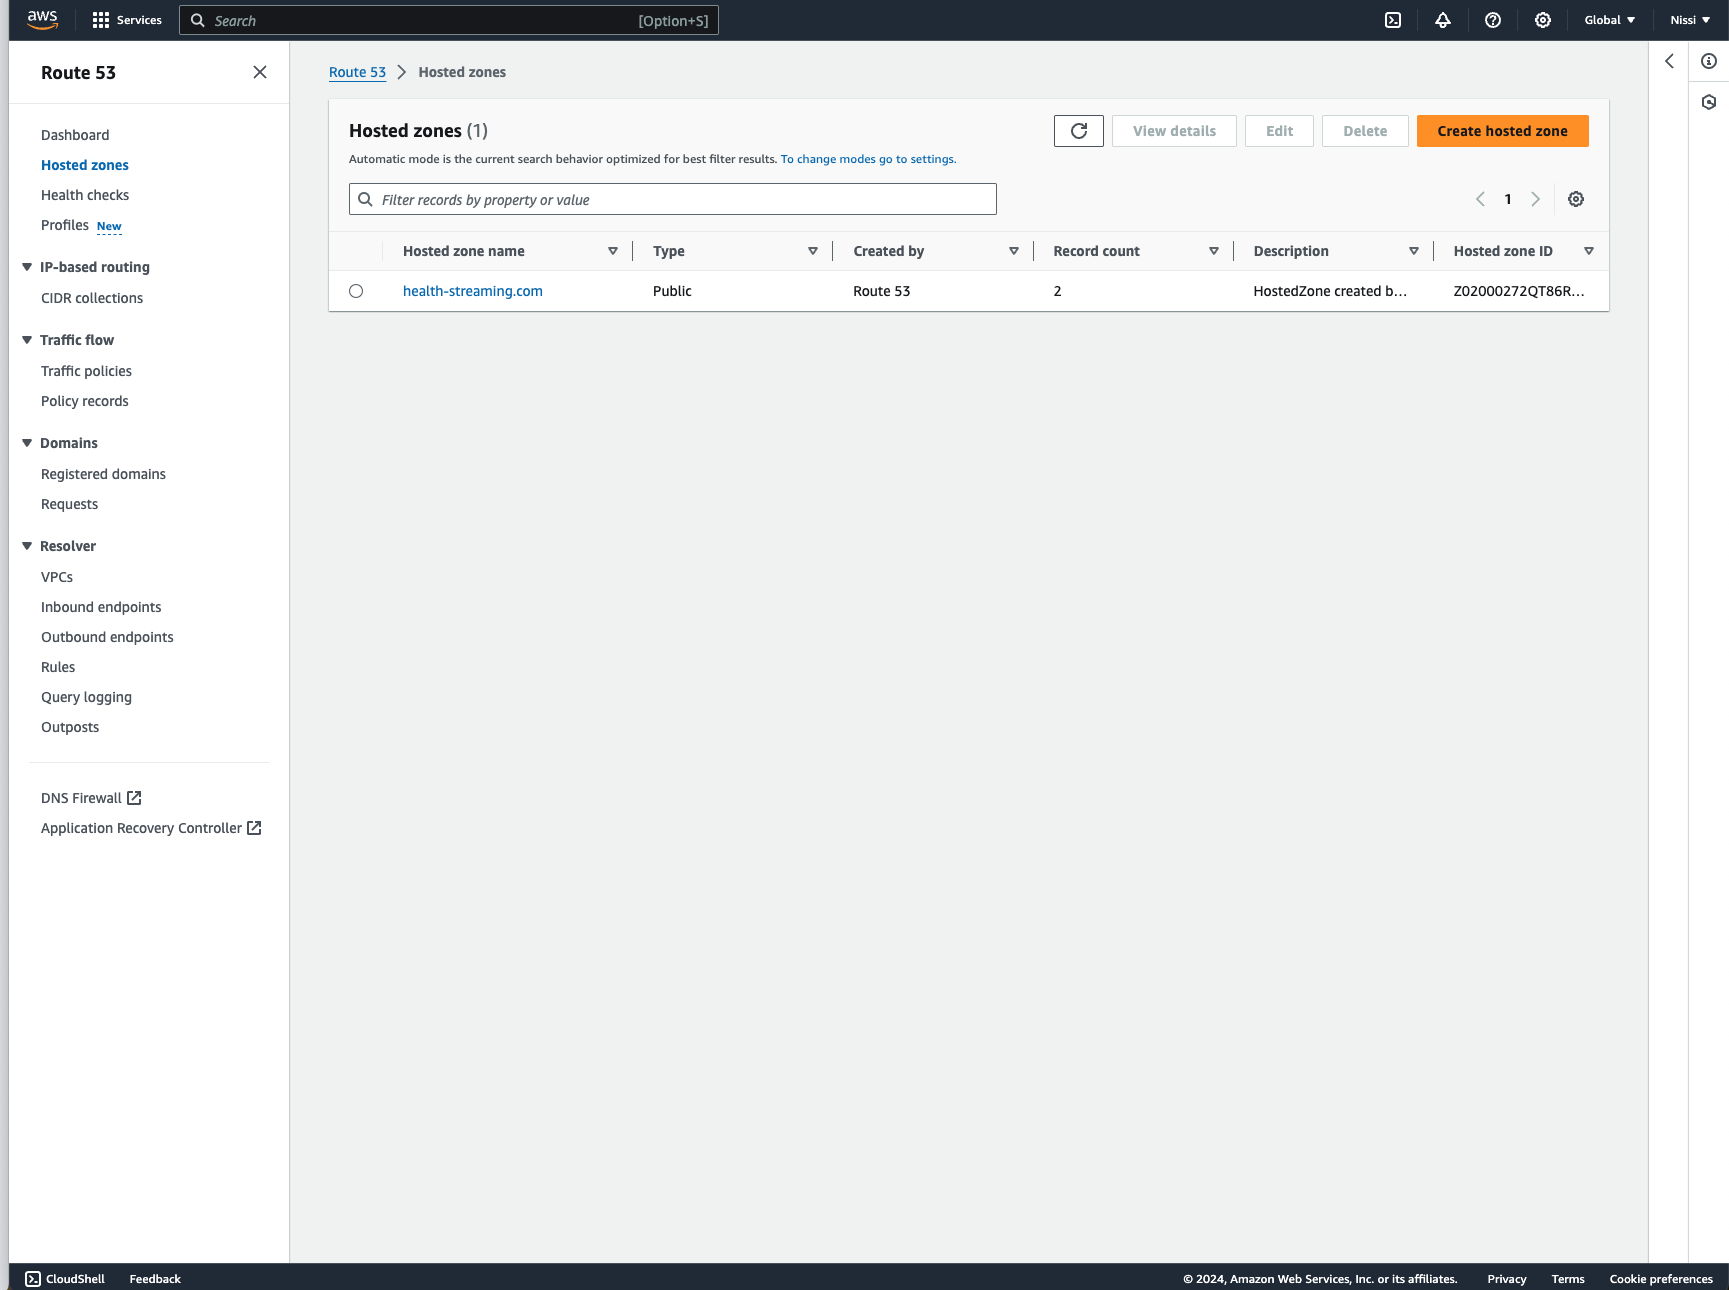 aws
Services
Search [Option+S]
Global
Nissi
Route 53
Dashboard
Hosted zones
Health checks
Profiles New
IP-based routing
CIDR collections
Traffic flow
Traffic policies
Policy records
Domains
Registered domains
Requests
Resolver
VPCs
Inbound endpoints
Outbound endpoints
Rules
Query logging
Outposts
DNS Firewall
Application Recovery Controller
Route 53 > Hosted zones
Hosted zones (1)
View details
Edit
Delete
Create hosted zone
Automatic mode is the current search behavior optimized for best filter results. To change modes go to settings.
Filter records by property or value
1
Hosted zone name Type Created by Record count Description Hosted zone ID
health-streaming.com Public Route 53 2 HostedZone created b... Z02000272QT86R...
CloudShell Feedback © 2024, Amazon Web Services, Inc. or its affiliates. Privacy Terms Cookie preferences